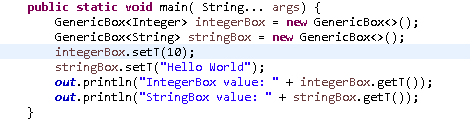 public static void main( String... args) {
GenericBox<Integer> integerBox = new GenericBox<>();
GenericBox<String> stringBox = new GenericBox<>();
integerBox.setT(10);
stringBox.setT("Hello World");
out.println("IntegerBox value: " + integerBox.getT());
out.println("StringBox value: " + stringBox.getT());
}